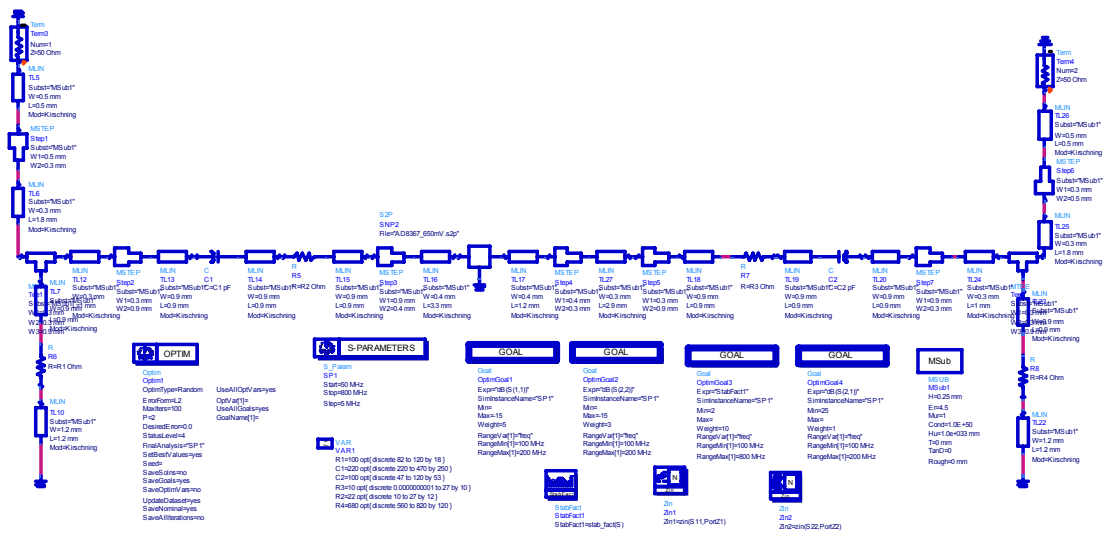 Term
Term3
Num=1
Z=50 Ohm
MLIN
TL5
Subst="MSub1"
W=0.5 mm
L=0.5 mm
Mod=Kirschning
MSTEP
Step1
Subst="MSub1"
W1=0.5 mm
W2=0.3 mm
MLIN
TL6
Subst="MSub1"
W=0.3 mm
L=1.8 mm
Mod=Kirschning
Term
Term4
Num=2
Z=50 Ohm
MLIN
TL26
Subst="MSub1"
W=0.5 mm
L=0.5 mm
Mod=Kirschning
MSTEP
Step6
Subst="MSub1"
W1=0.3 mm
W2=0.5 mm
MLIN
TL25
Subst="MSub1"
W=0.3 mm
L=1.8 mm
Mod=Kirschning
S2P
SNP2
File="AD8367_650mV.s2p"
MLIN
TL7
MLIN
TL12
MSTEP
Step2
Subst="MSub1"
W1=0.3 mm
W2=0.9 mm
MLIN
TL13
Subst="MSub1"
W=0.9 mm
L=0.9 mm
Mod=Kirschning
C
C1
C=C1 pF
MLIN
TL14
Subst="MSub1"
W=0.9 mm
L=0.9 mm
Mod=Kirschning
R
R5
R=R2 Ohm
MLIN
TL15
Subst="MSub1"
W=0.9 mm
L=0.9 mm
Mod=Kirschning
MSTEP
Step3
Subst="MSub1"
W1=0.9 mm
W2=0.4 mm
MLIN
TL16
Subst="MSub1"
W=0.4 mm
L=3.3 mm
Mod=Kirschning
MLIN
TL17
Subst="MSub1"
W=0.4 mm
L=1.2 mm
Mod=Kirschning
MSTEP
Step4
Subst="MSub1"
W1=0.4 mm
W2=0.3 mm
MLIN
TL27
Subst="MSub1"
W=0.3 mm
L=0.9 mm
Mod=Kirschning
MSTEP
Step5
Subst="MSub1"
W1=0.3 mm
W2=0.9 mm
MLIN
TL18
Subst="MSub1"
W=0.9 mm
L=0.9 mm
Mod=Kirschning
R
R7
R=R3 Ohm
MLIN
TL19
Subst="MSub1"
W=0.9 mm
L=0.9 mm
Mod=Kirschning
C
C2
C=C2 pF
MLIN
TL20
Subst="MSub1"
W=0.9 mm
L=0.9 mm
Mod=Kirschning
MSTEP
Step7
Subst="MSub1"
W1=0.9 mm
W2=0.3 mm
MLIN
TL24
Subst="MSub1"
W=0.3 mm
L=1.8 mm
Mod=Kirschning
MLIN
R
R6
R=R1 Ohm
MLIN
TL10
Subst="MSub1"
W=1.2 mm
L=1.2 mm
Mod=Kirschning
R
R8
R=R4 Ohm
MLIN
TL22
Subst="MSub1"
W=1.2 mm
L=1.2 mm
Mod=Kirschning
OPTIM
Optim
Optim1
OptimType=Random
ErrorForm=L2
MaxIters=100
P=2
DesiredError=0.0
StatusLevel=4
FinalAnalysis="SP1"
SetBestValues=yes
Seed=
SaveSolns=no
SaveGoals=yes
SaveOptimVars=no
UpdateDataset=yes
SaveNominal=yes
SaveAllIterations=no
UseAllOptVars=yes
OptVar[1]=
UseAllGoals=yes
GoalName[1]=
S-PARAMETERS
S_Param
SP1
Start=50 MHz
Stop=800 MHz
Step=5 MHz
VAR
VAR1
R1=100 opt{ discrete 82 to 120 by 18 }
C1=220 opt{ discrete 220 to 470 by 250 }
C2=100 opt{ discrete 47 to 120 by 53 }
R3=10 opt{ discrete 0.0000000001 to 27 by 10 }
R2=22 opt{ discrete 10 to 27 by 12 }
R4=680 opt{ discrete 560 to 820 by 120 }
GOAL
Goal
OptimGoal1
Expr="dB(S(1,1))"
SimInstanceName="SP1"
Min=
Max=-15
Weight=5
RangeVar[1]="freq"
RangeMin[1]=100 MHz
RangeMax[1]=200 MHz
GOAL
Goal
OptimGoal2
Expr="dB(S(2,2))"
SimInstanceName="SP1"
Min=
Max=-15
Weight=3
RangeVar[1]="freq"
RangeMin[1]=100 MHz
RangeMax[1]=200 MHz
GOAL
Goal
OptimGoal3
Expr="StabFact1"
SimInstanceName="SP1"
Min=2
Max=
Weight=10
RangeVar[1]="freq"
RangeMin[1]=100 MHz
RangeMax[1]=800 MHz
GOAL
Goal
OptimGoal4
Expr="dB(S(2,1))"
SimInstanceName="SP1"
Min=25
Max=
Weight=1
RangeVar[1]="freq"
RangeMin[1]=100 MHz
RangeMax[1]=200 MHz
MSub
MSUB
MSub1
H=0.25 mm
Er=4.5
Mur=1
Cond=1.0E+50
Hu=1.0e+033 mm
T=0 mm
TanD=0
Rough=0 mm
StabFact
StabFact
StabFact1
StabFact1=stab_fact(S)
N
Zin
Zin
Zin1
Zin1=zin(S11,PortZ1)
N
Zin
Zin
Zin2
Zin2=zin(S22,PortZ2)